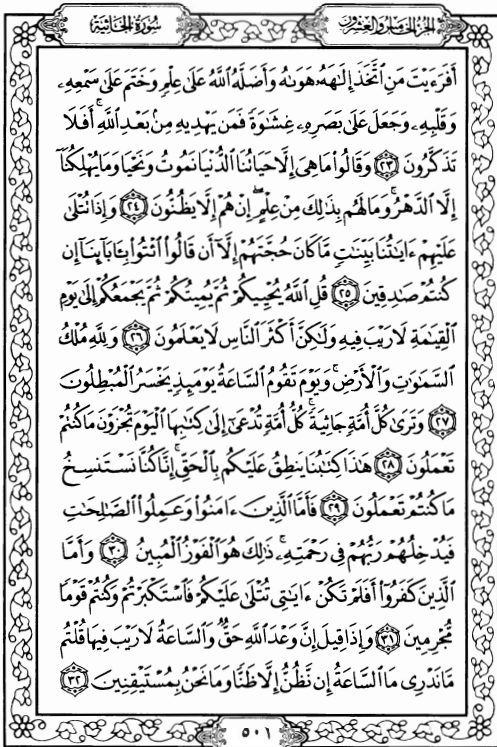 الجزء الخامس والعشرون
سورة الجاثية
أَفَرَءَيْتَ مَنِ ٱتَّخَذَ إِلَٰهَهُۥ هَوَىٰهُ وَأَضَلَّهُ ٱللَّهُ عَلَىٰ عِلْمٍ وَخَتَمَ عَلَىٰ سَمْعِهِۦ
وَقَلْبِهِۦ وَجَعَلَ عَلَىٰ بَصَرِهِۦ غِشَٰوَةً فَمَن يَهْدِيهِ مِنۢ بَعْدِ ٱللَّهِ ۚ أَفَلَا
تَذَكَّرُونَ ٢٣ وَقَالُوا۟ مَا هِىَ إِلَّا حَيَاتُنَا ٱلدُّنْيَا نَمُوتُ وَنَحْيَا وَمَا يُهْلِكُنَآ
إِلَّا ٱلدَّهْرُ ۚ وَمَا لَهُم بِذَٰلِكَ مِنْ عِلْمٍ ۖ إِنْ هُمْ إِلَّا يَظُنُّونَ ٢٤ وَإِذَا تُتْلَىٰ
عَلَيْهِمْ ءَايَٰتُنَا بَيِّنَٰتٍ مَّا كَانَ حُجَّتَهُمْ إِلَّآ أَن قَالُوا۟ ٱئْتُوا۟ بِـَٔابَآئِنَآ إِن
كُنتُمْ صَٰدِقِينَ ٢٥ قُلِ ٱللَّهُ يُحْيِيكُمْ ثُمَّ يُمِيتُكُمْ ثُمَّ يَجْمَعُكُمْ إِلَىٰ يَوْمِ
ٱلْقِيَٰمَةِ لَا رَيْبَ فِيهِ وَلَٰكِنَّ أَكْثَرَ ٱلنَّاسِ لَا يَعْلَمُونَ ٢٦ وَلِلَّهِ مُلْكُ
ٱلسَّمَٰوَٰتِ وَٱلْأَرْضِ ۚ وَيَوْمَ تَقُومُ ٱلسَّاعَةُ يَوْمَئِذٍ يَخْسَرُ ٱلْمُبْطِلُونَ
٢٧ وَتَرَىٰ كُلَّ أُمَّةٍ جَاثِيَةً ۚ كُلُّ أُمَّةٍ تُدْعَىٰٓ إِلَىٰ كِتَٰبِهَا ٱلْيَوْمَ تُجْزَوْنَ مَا كُنتُمْ
تَعْمَلُونَ ٢٨ هَٰذَا كِتَٰبُنَا يَنطِقُ عَلَيْكُم بِٱلْحَقِّ ۚ إِنَّا كُنَّا نَسْتَنسِخُ
مَا كُنتُمْ تَعْمَلُونَ ٢٩ فَأَمَّا ٱلَّذِينَ ءَامَنُوا۟ وَعَمِلُوا۟ ٱلصَّٰلِحَٰتِ
فَيُدْخِلُهُمْ رَبُّهُمْ فِى رَحْمَتِهِۦ ۚ ذَٰلِكَ هُوَ ٱلْفَوْزُ ٱلْمُبِينُ ٣٠ وَأَمَّا
ٱلَّذِينَ كَفَرُوٓا۟ أَفَلَمْ تَكُنْ ءَايَٰتِى تُتْلَىٰ عَلَيْكُمْ فَٱسْتَكْبَرْتُمْ وَكُنتُمْ قَوْمًا
مُّجْرِمِينَ ٣١ وَإِذَا قِيلَ إِنَّ وَعْدَ ٱللَّهِ حَقٌّ وَٱلسَّاعَةُ لَا رَيْبَ فِيهَا قُلْتُم
مَّا نَدْرِى مَا ٱلسَّاعَةُ إِن نَّظُنُّ إِلَّا ظَنًّا وَمَا نَحْنُ بِمُسْتَيْقِنِينَ ٣٢
٥٠١